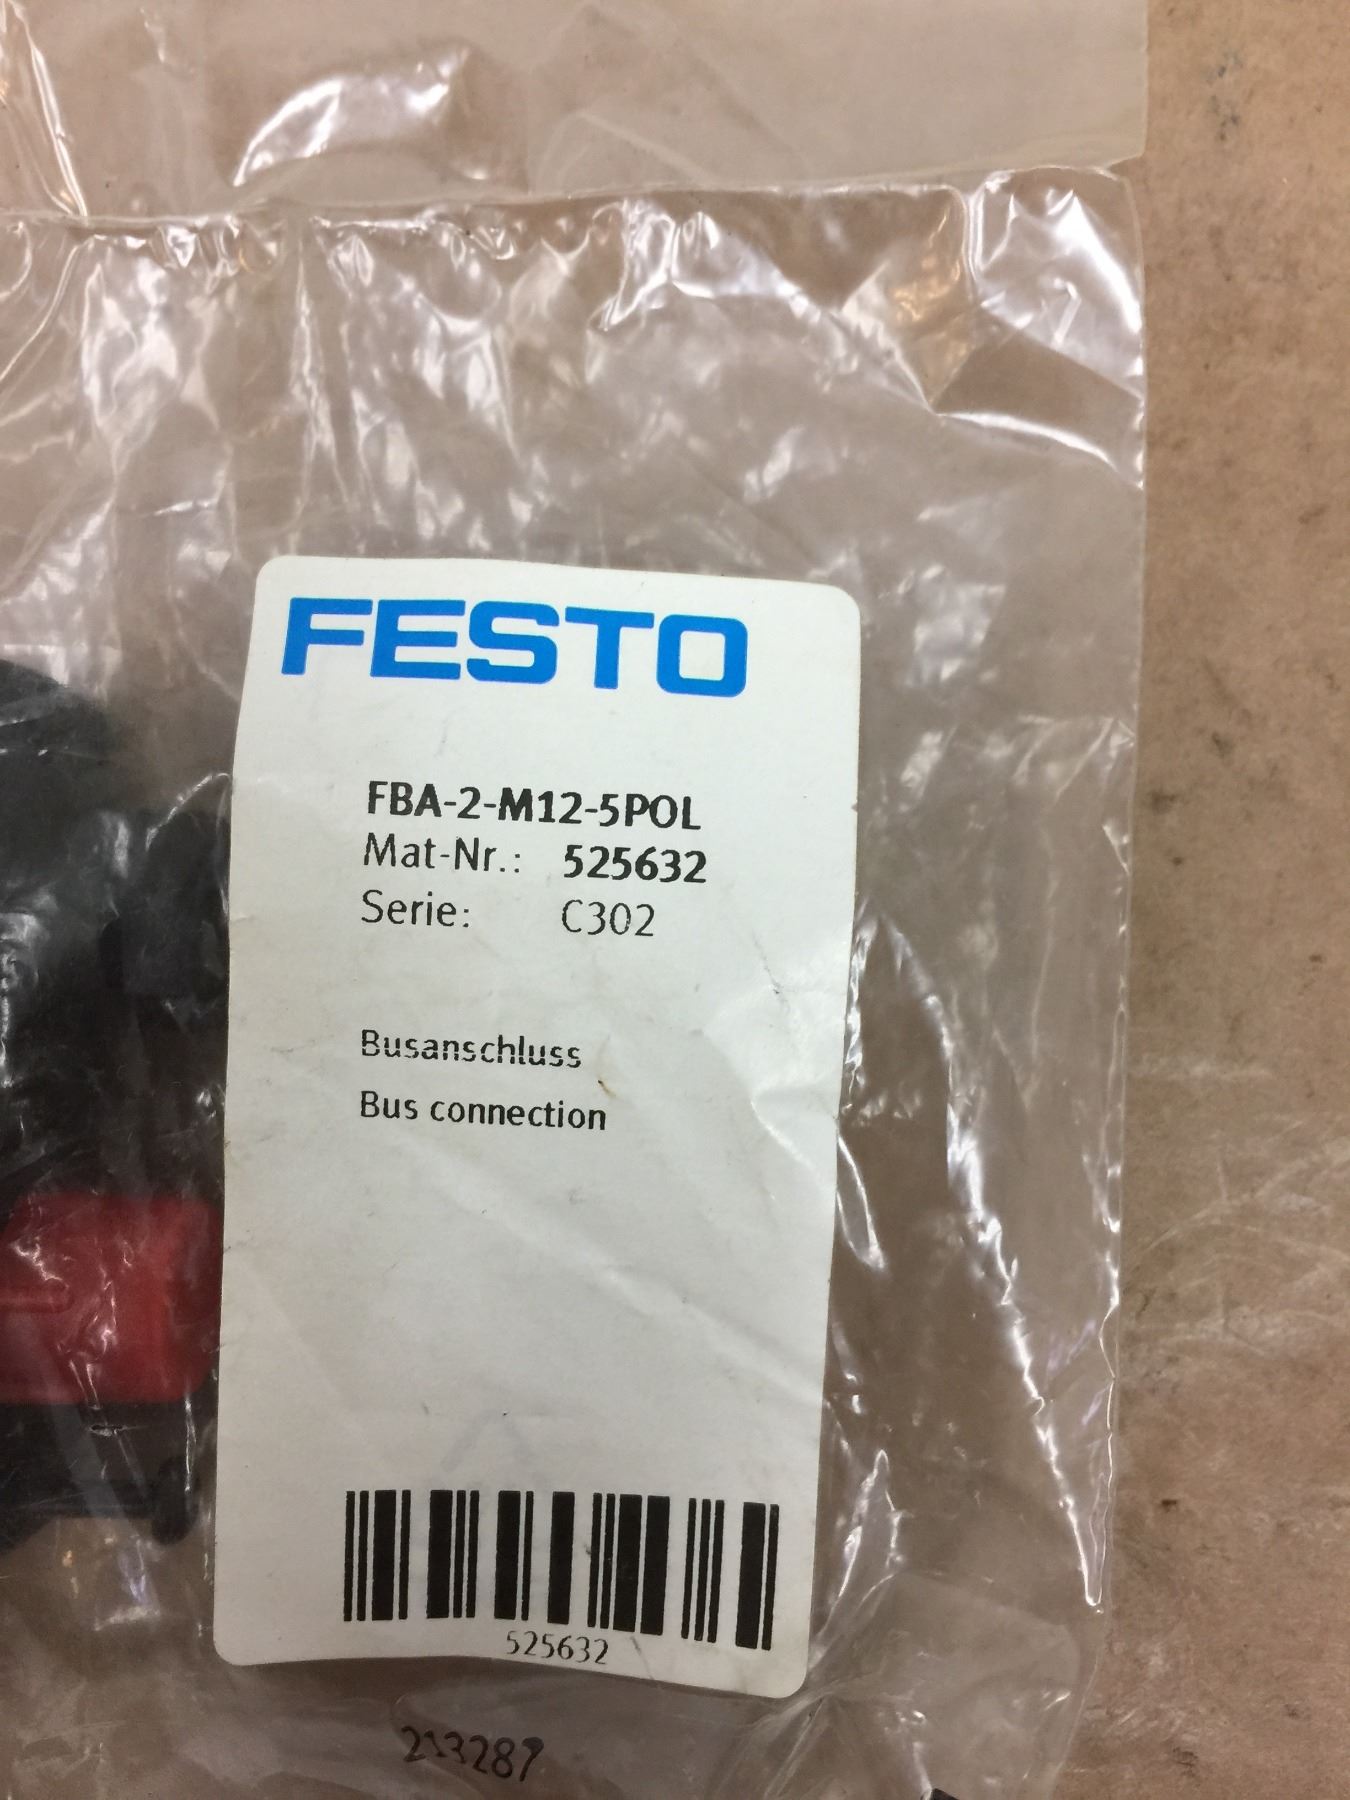 FESTO
FBA-2-M12-5POL
Mat-Nr.: 525632
Serie: C302
Busanschluss
Bus connection
525632
213287